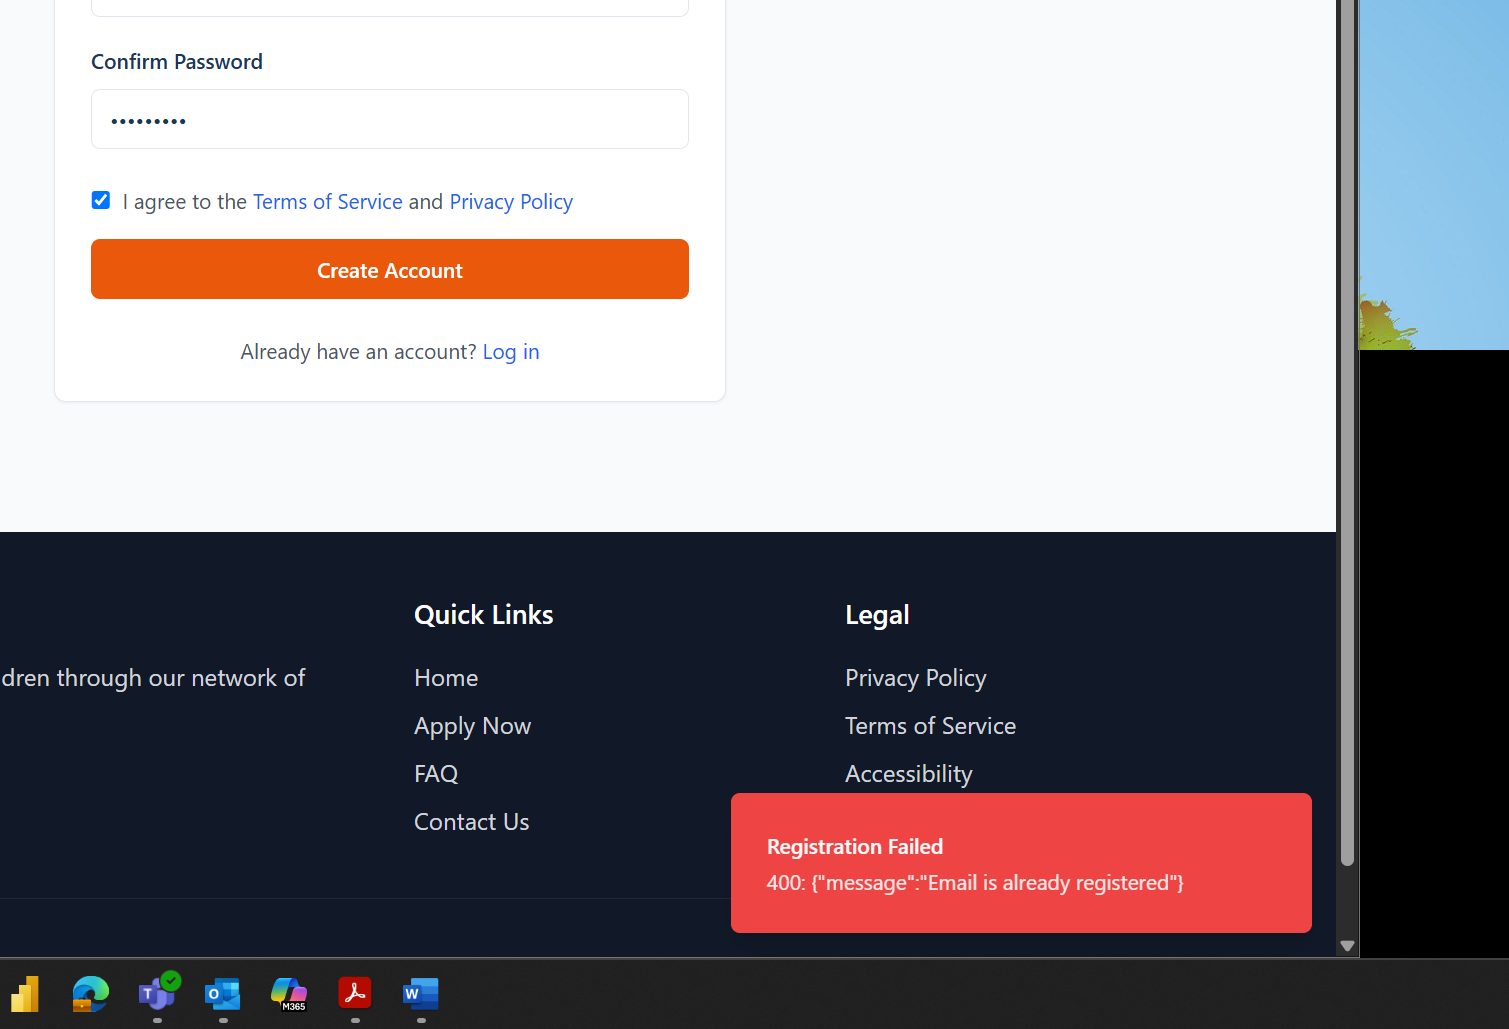 Confirm Password
•••••••••
I agree to the Terms of Service and Privacy Policy
Create Account
Already have an account? Log in
dren through our network of
Quick Links
Home
Apply Now
FAQ
Contact Us
Legal
Privacy Policy
Terms of Service
Accessibility
Registration Failed
400: {"message":"Email is already registered"}
T
O
M365
W